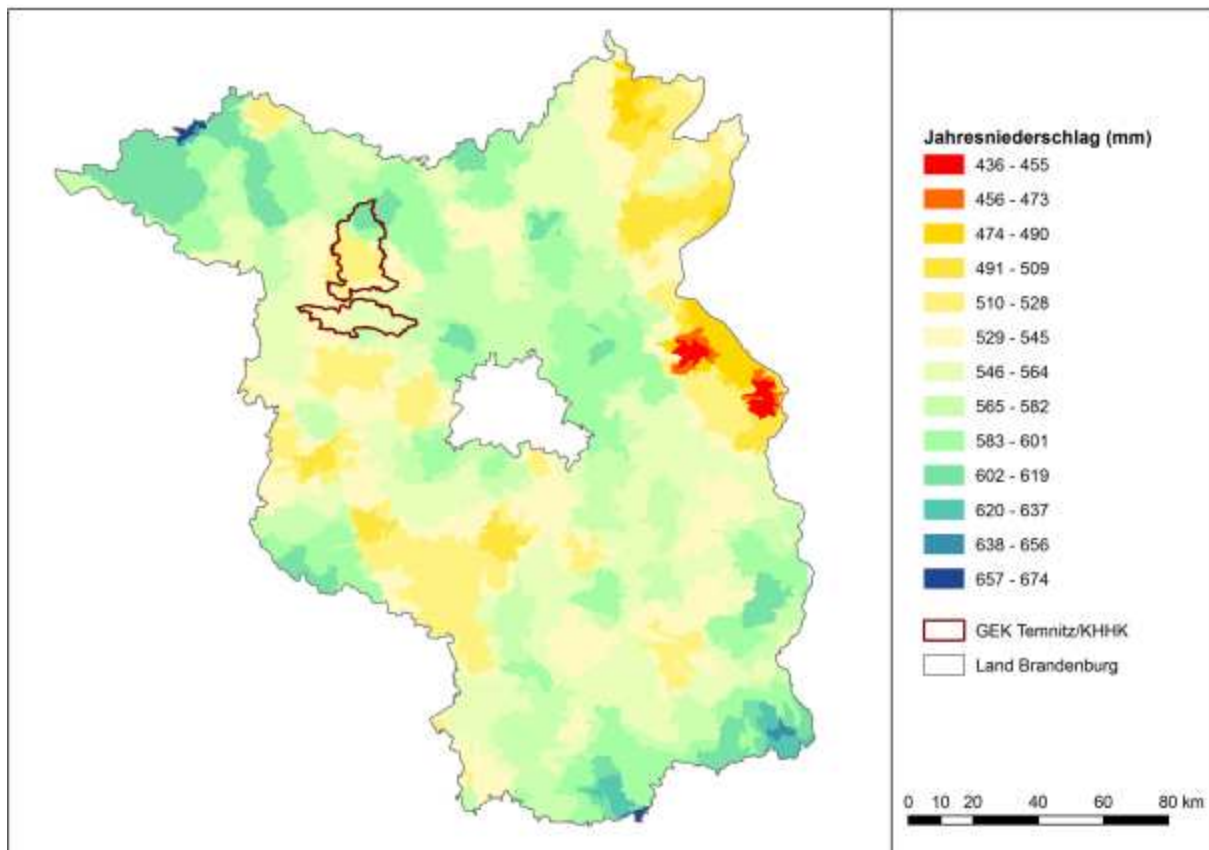 Jahresniederschlag (mm)
436 - 455
456 - 473
474 - 490
491 - 509
510 - 528
529 - 545
546 - 564
565 - 582
583 - 601
602 - 619
620 - 637
638 - 656
657 - 674
GEK Temnitz/KHHK
Land Brandenburg
0 10 20 40 60 80 km